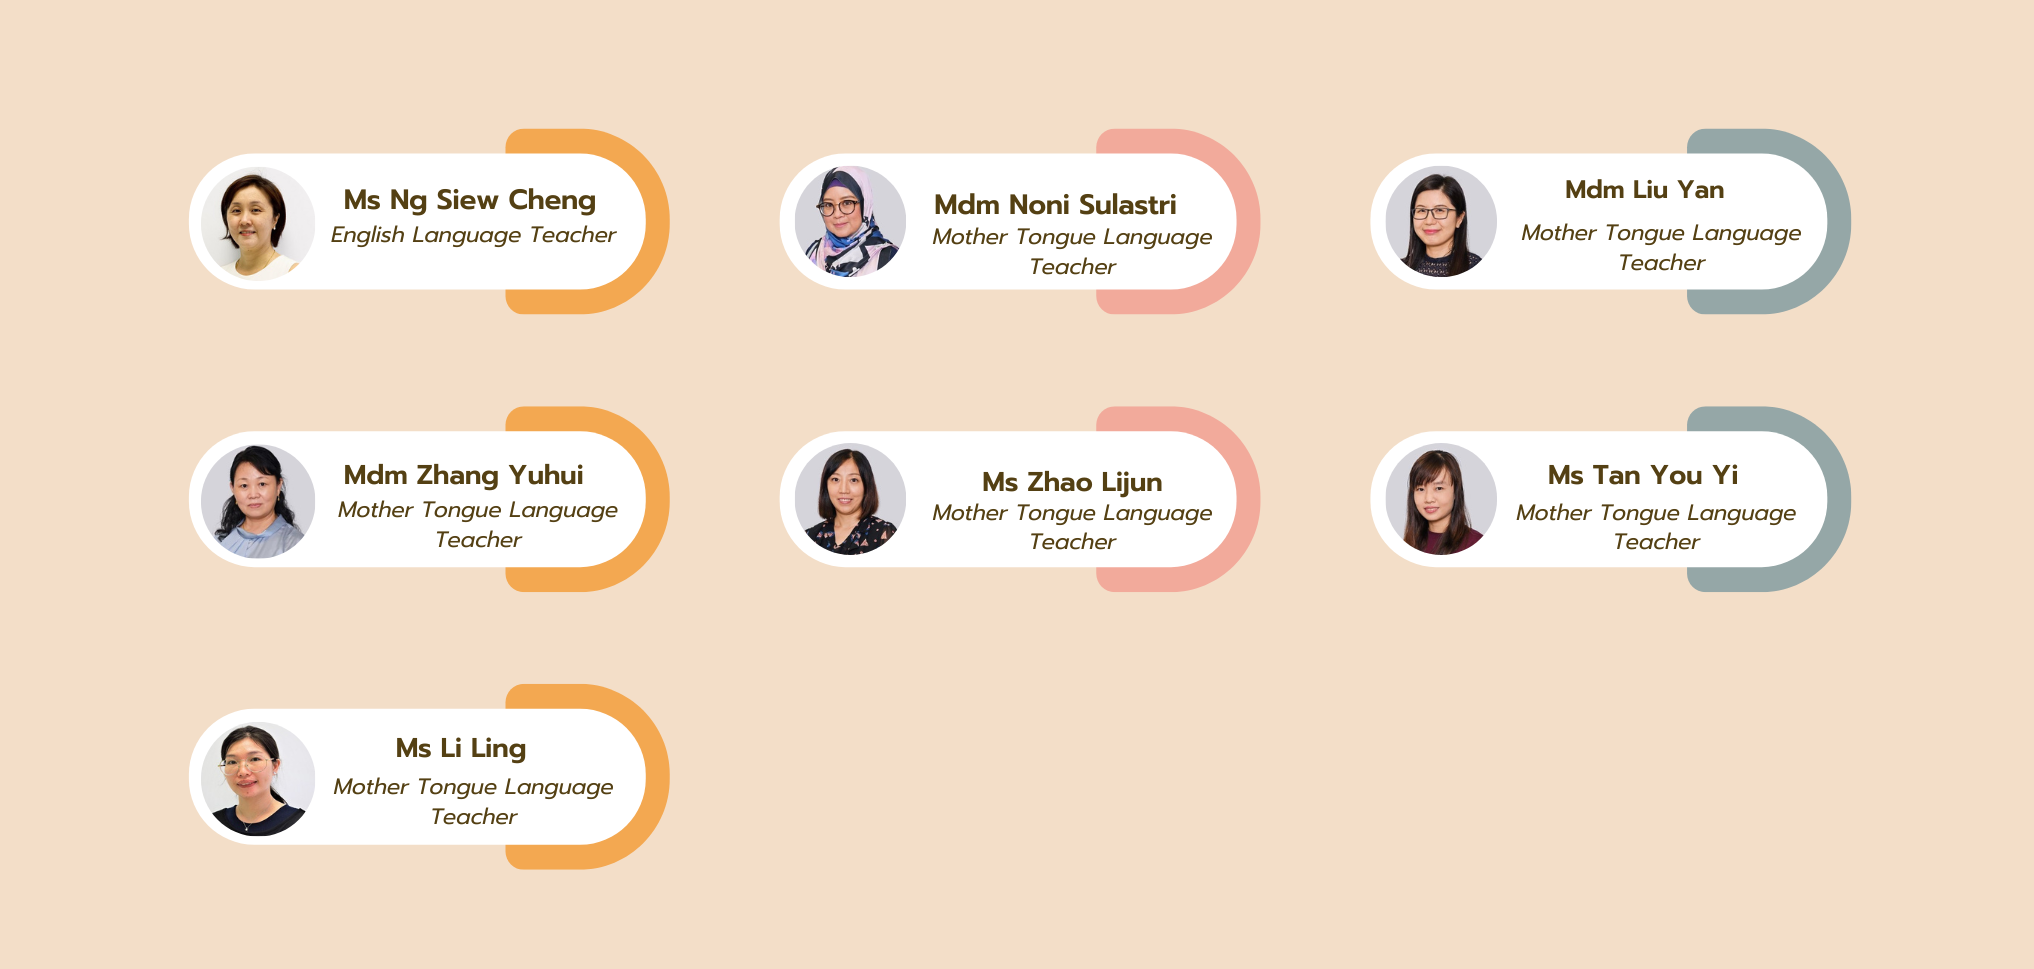 Ms Ng Siew Cheng
English Language Teacher
Mdm Noni Sulastri
Mother Tongue Language
Teacher
Mdm Liu Yan
Mother Tongue Language
Teacher
Mdm Zhang Yuhui
Mother Tongue Language
Teacher
Ms Zhao Lijun
Mother Tongue Language
Teacher
Ms Tan You Yi
Mother Tongue Language
Teacher
Ms Li Ling
Mother Tongue Language
Teacher